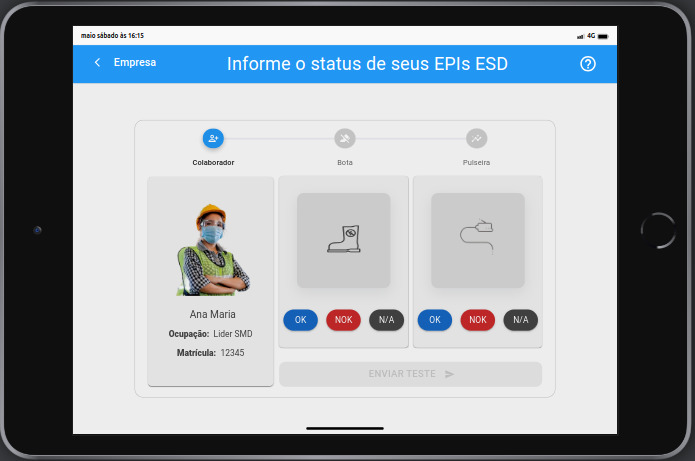 maio sábado às 16:15
4G
Empresa
Informe o status de seus EPIs ESD
Colaborador
Bota
Pulseira
Ana Maria
Ocupação: Lider SMD
Matrícula: 12345
OK NOK N/A
OK NOK N/A
ENVIAR TESTE